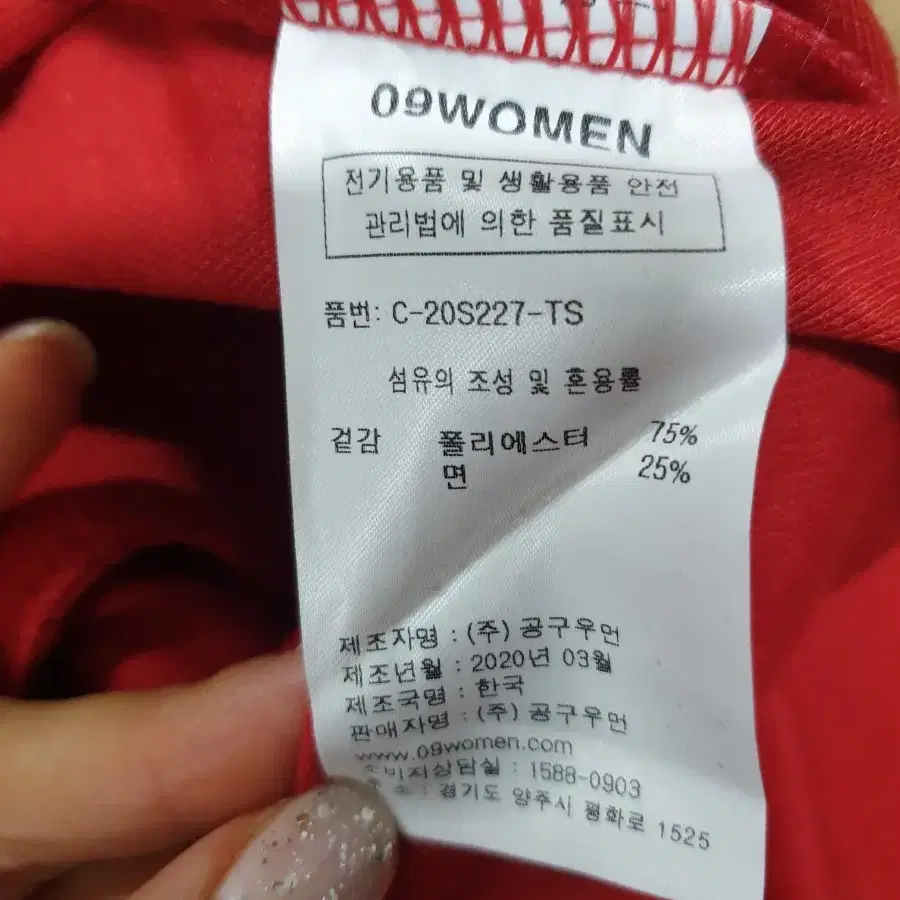 09WOMEN
전기용품 및 생활용품 안전
관리법에 의한 품질표시
품번: C-20S227-TS
섬유의 조성 및 혼용률
겉감 폴리에스터 75%
면 25%
제조자명 : (주) 공구우먼
제조년월 : 2020년 03월
제조국명 : 한국
판매자명 : (주) 공구우먼
www.09women.com
소비자상담실 : 1588-0903
소 : 경기도 양주시 평화로 1525